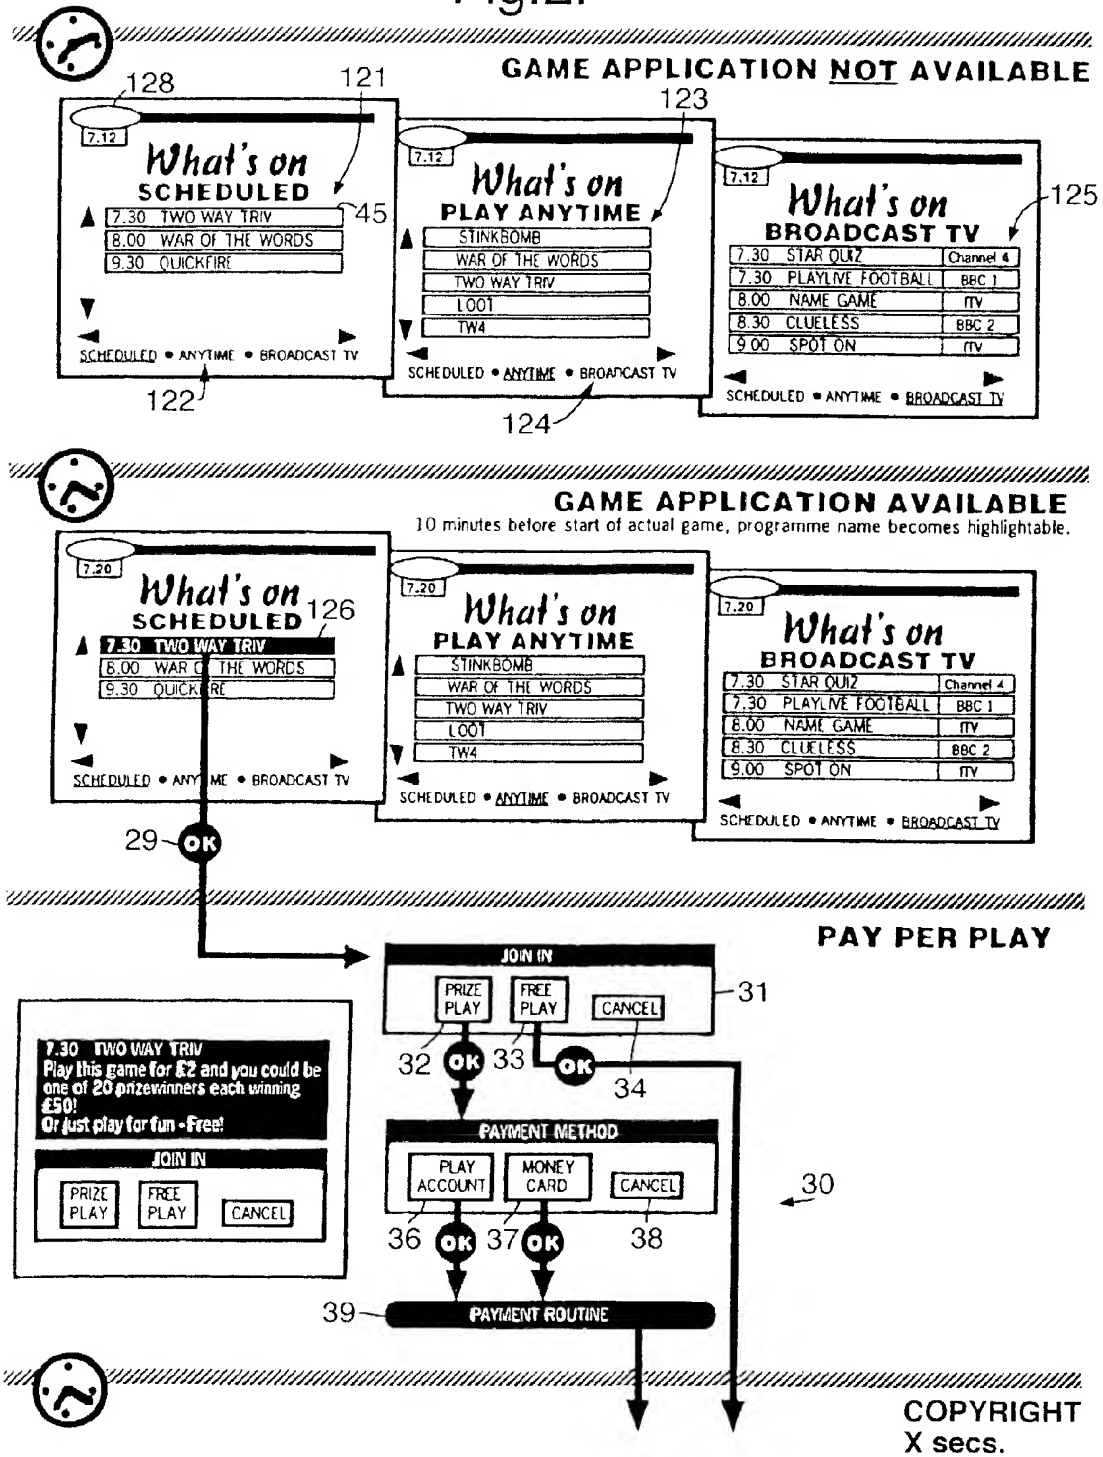 Fig.2.
GAME APPLICATION NOT AVAILABLE
128
121
123
125
7.12
What's on
SCHEDULED
7.30 TWO WAY TRIV
45
8.00 WAR OF THE WORDS
9.30 QUICKFIRE
SCHEDULED • ANYTIME • BROADCAST TV
122
7.12
What's on
PLAY ANYTIME
STINKBOMB
WAR OF THE WORDS
TWO WAY TRIV
LOOT
TW4
SCHEDULED • ANYTIME • BROADCAST TV
124
7.12
What's on
BROADCAST TV
7.30 STAR QUIZ Channel 4
7.30 PLAYLIVE FOOTBALL BBC 1
8.00 NAME GAME ITV
8.30 CLUELESS BBC 2
9.00 SPOT ON ITV
SCHEDULED • ANYTIME • BROADCAST TV
GAME APPLICATION AVAILABLE
10 minutes before start of actual game, programme name becomes highlightable.
7.20
What's on
SCHEDULED
126
7.30 TWO WAY TRIV
8.00 WAR OF THE WORDS
9.30 QUICKFIRE
SCHEDULED • ANYTIME • BROADCAST TV
7.20
What's on
PLAY ANYTIME
STINKBOMB
WAR OF THE WORDS
TWO WAY TRIV
LOOT
TW4
SCHEDULED • ANYTIME • BROADCAST TV
7.20
What's on
BROADCAST TV
7.30 STAR QUIZ Channel 4
7.30 PLAYLIVE FOOTBALL BBC 1
8.00 NAME GAME ITV
8.30 CLUELESS BBC 2
9.00 SPOT ON ITV
SCHEDULED • ANYTIME • BROADCAST TV
29 OK
PAY PER PLAY
JOIN IN
PRIZE PLAY
FREE PLAY
CANCEL
31
32 OK 33 OK 34
7.30 TWO WAY TRIV
Play this game for £2 and you could be
one of 20 prizewinners each winning
£50!
Or just play for fun - Free!
JOIN IN
PRIZE PLAY
FREE PLAY
CANCEL
PAYMENT METHOD
PLAY ACCOUNT
MONEY CARD
CANCEL
30
36 OK 37 OK 38
39 PAYMENT ROUTINE
COPYRIGHT
X secs.